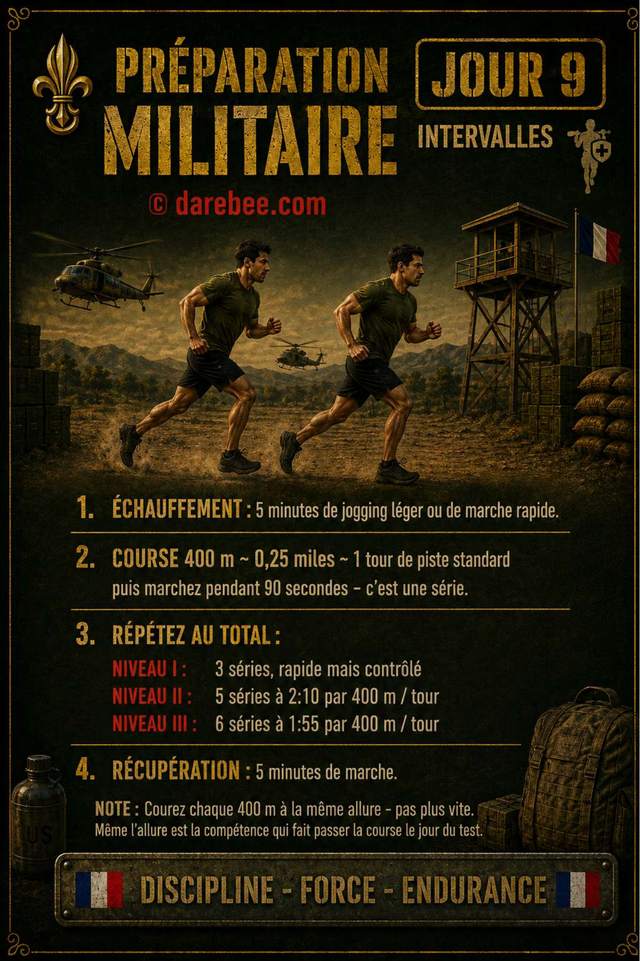 PRÉPARATION
MILITAIRE
JOUR 9
INTERVALLES
© darebee.com
1. ÉCHAUFFEMENT : 5 minutes de jogging léger ou de marche rapide.
2. COURSE 400 m ~ 0,25 miles ~ 1 tour de piste standard
puis marchez pendant 90 secondes – c'est une série.
3. RÉPÉTEZ AU TOTAL :
NIVEAU I : 3 séries, rapide mais contrôlé
NIVEAU II : 5 séries à 2:10 par 400 m / tour
NIVEAU III : 6 séries à 1:55 par 400 m / tour
4. RÉCUPÉRATION : 5 minutes de marche.
NOTE : Courez chaque 400 m à la même allure - pas plus vite.
Même l'allure est la compétence qui fait passer la course le jour du test.
US
DISCIPLINE - FORCE - ENDURANCE